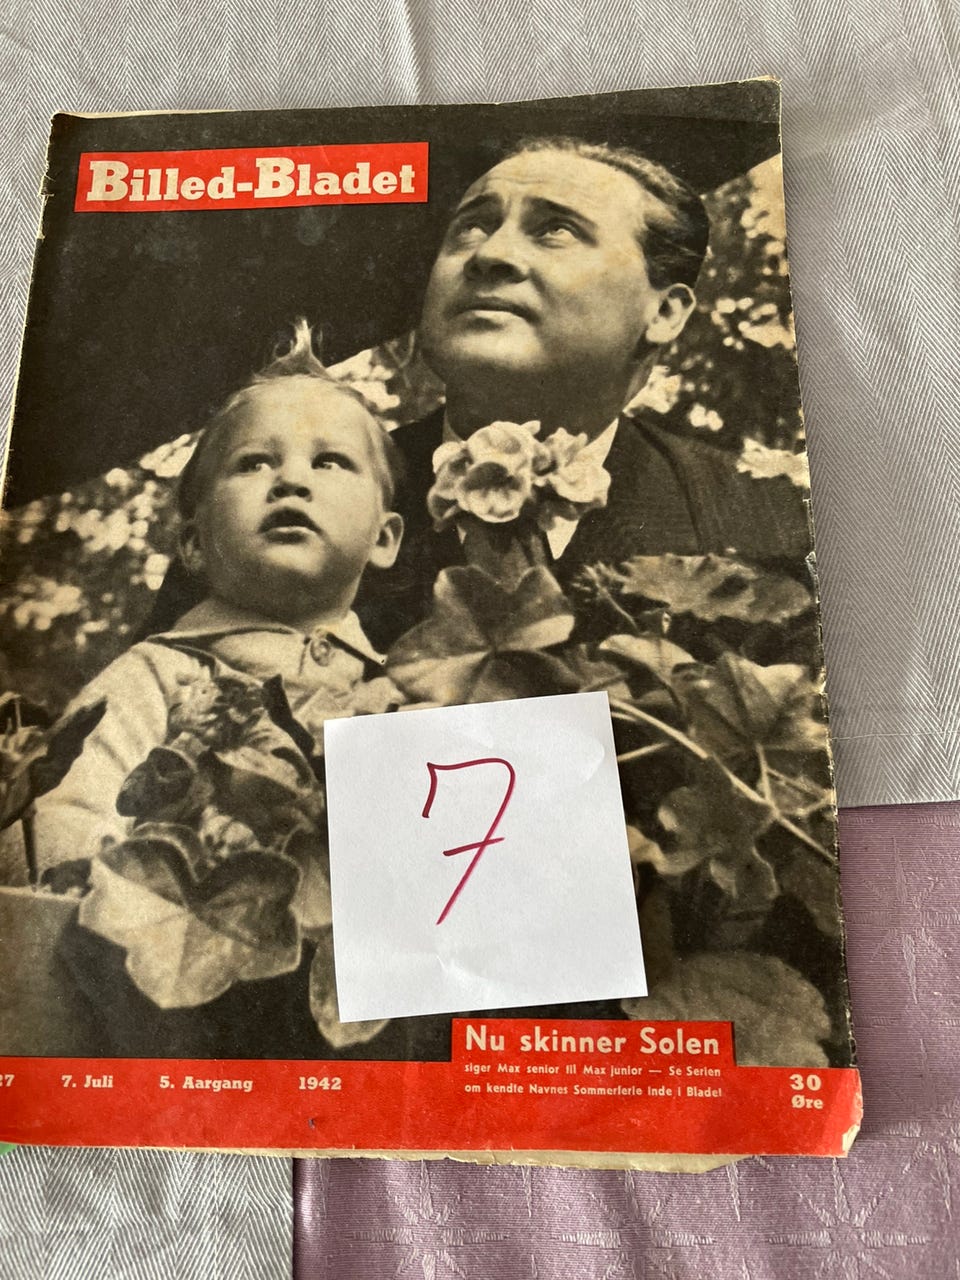 Billed-Bladet
7
Nu skinner Solen
siger Max senior til Max junior — Se Serien
om kendte Navnes Sommerferie inde i Bladet
27 7. Juli 5. Aargang 1942
30
Øre